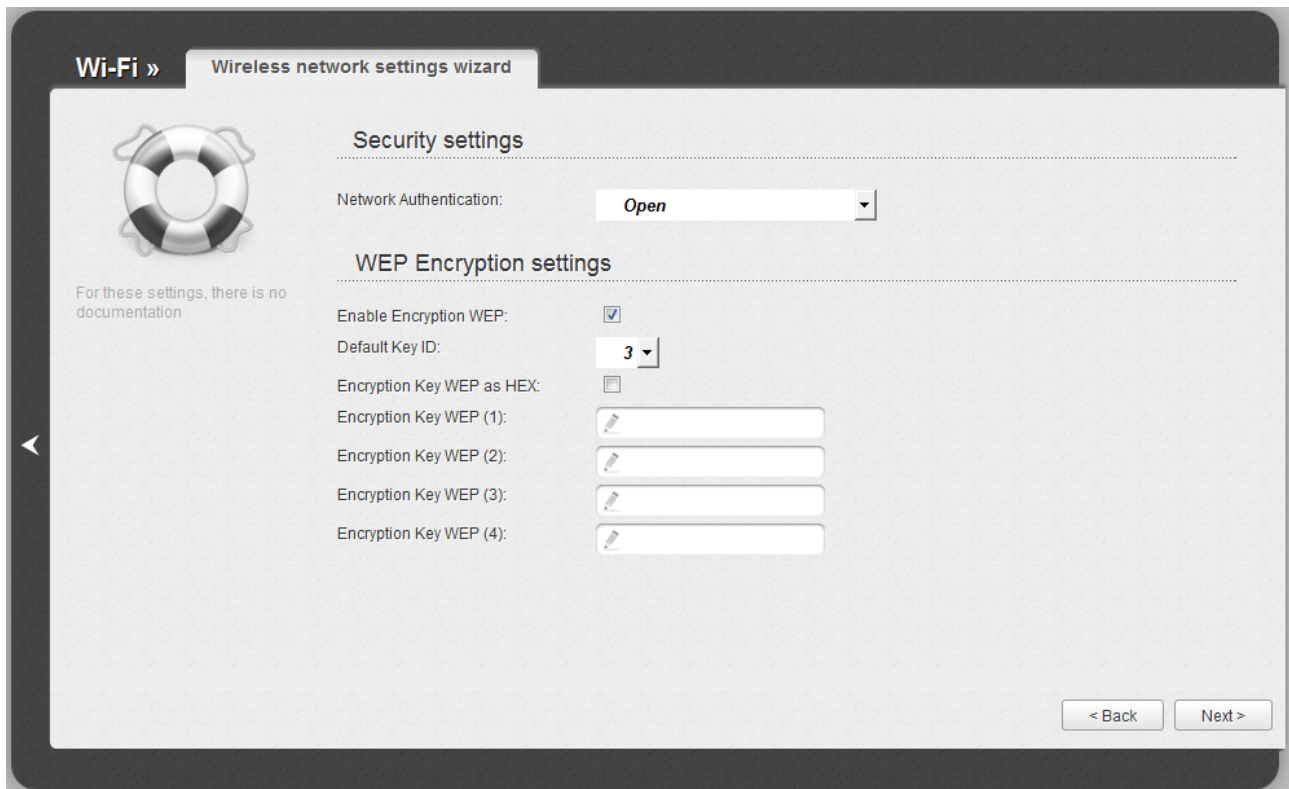 Wi-Fi »
Wireless network settings wizard
For these settings, there is no
documentation
Security settings
Network Authentication:
Open
WEP Encryption settings
Enable Encryption WEP:
Default Key ID:
3
Encryption Key WEP as HEX:
Encryption Key WEP (1):
Encryption Key WEP (2):
Encryption Key WEP (3):
Encryption Key WEP (4):
< Back
Next >